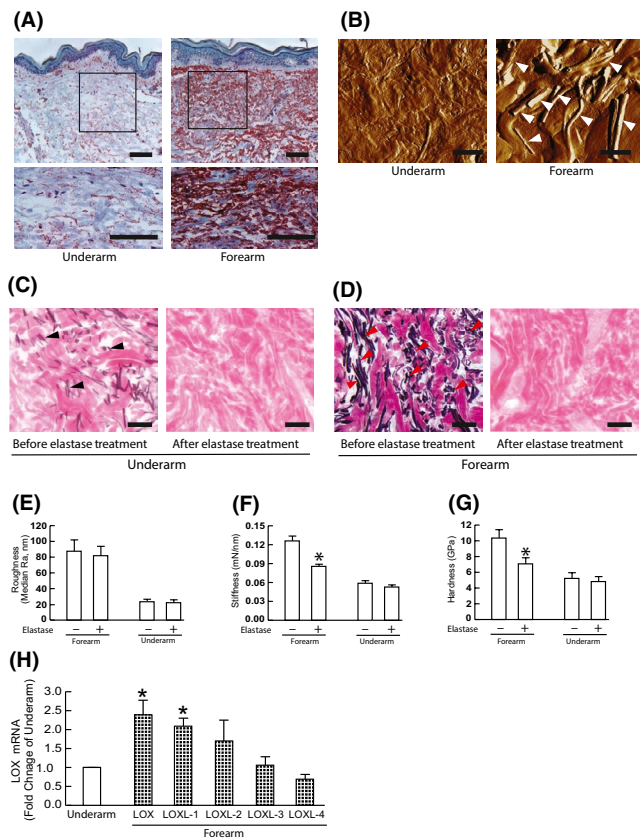 (A)
(B)
Underarm Forearm
Underarm Forearm
(C)
(D)
Before elastase treatment After elastase treatment
Underarm
Before elastase treatment After elastase treatment
Forearm
(E)
Roughness
(Median Ra, nm)
120
100
80
60
40
20
0
Elastase − + − +
Forearm Underarm
(F)
Stiffness (mN/nm)
0.15
0.12
0.09
0.06
0.03
0.00
*
Elastase − + − +
Forearm Underarm
(G)
Hardness (GPa)
12
10
8
6
4
2
0
*
Elastase − + − +
Forearm Underarm
(H)
LOX mRNA
(Fold Chnage of Underarm)
3.0
2.5
2.0
1.5
1.0
0.5
0
* *
Underarm LOX LOXL-1 LOXL-2 LOXL-3 LOXL-4
Forearm